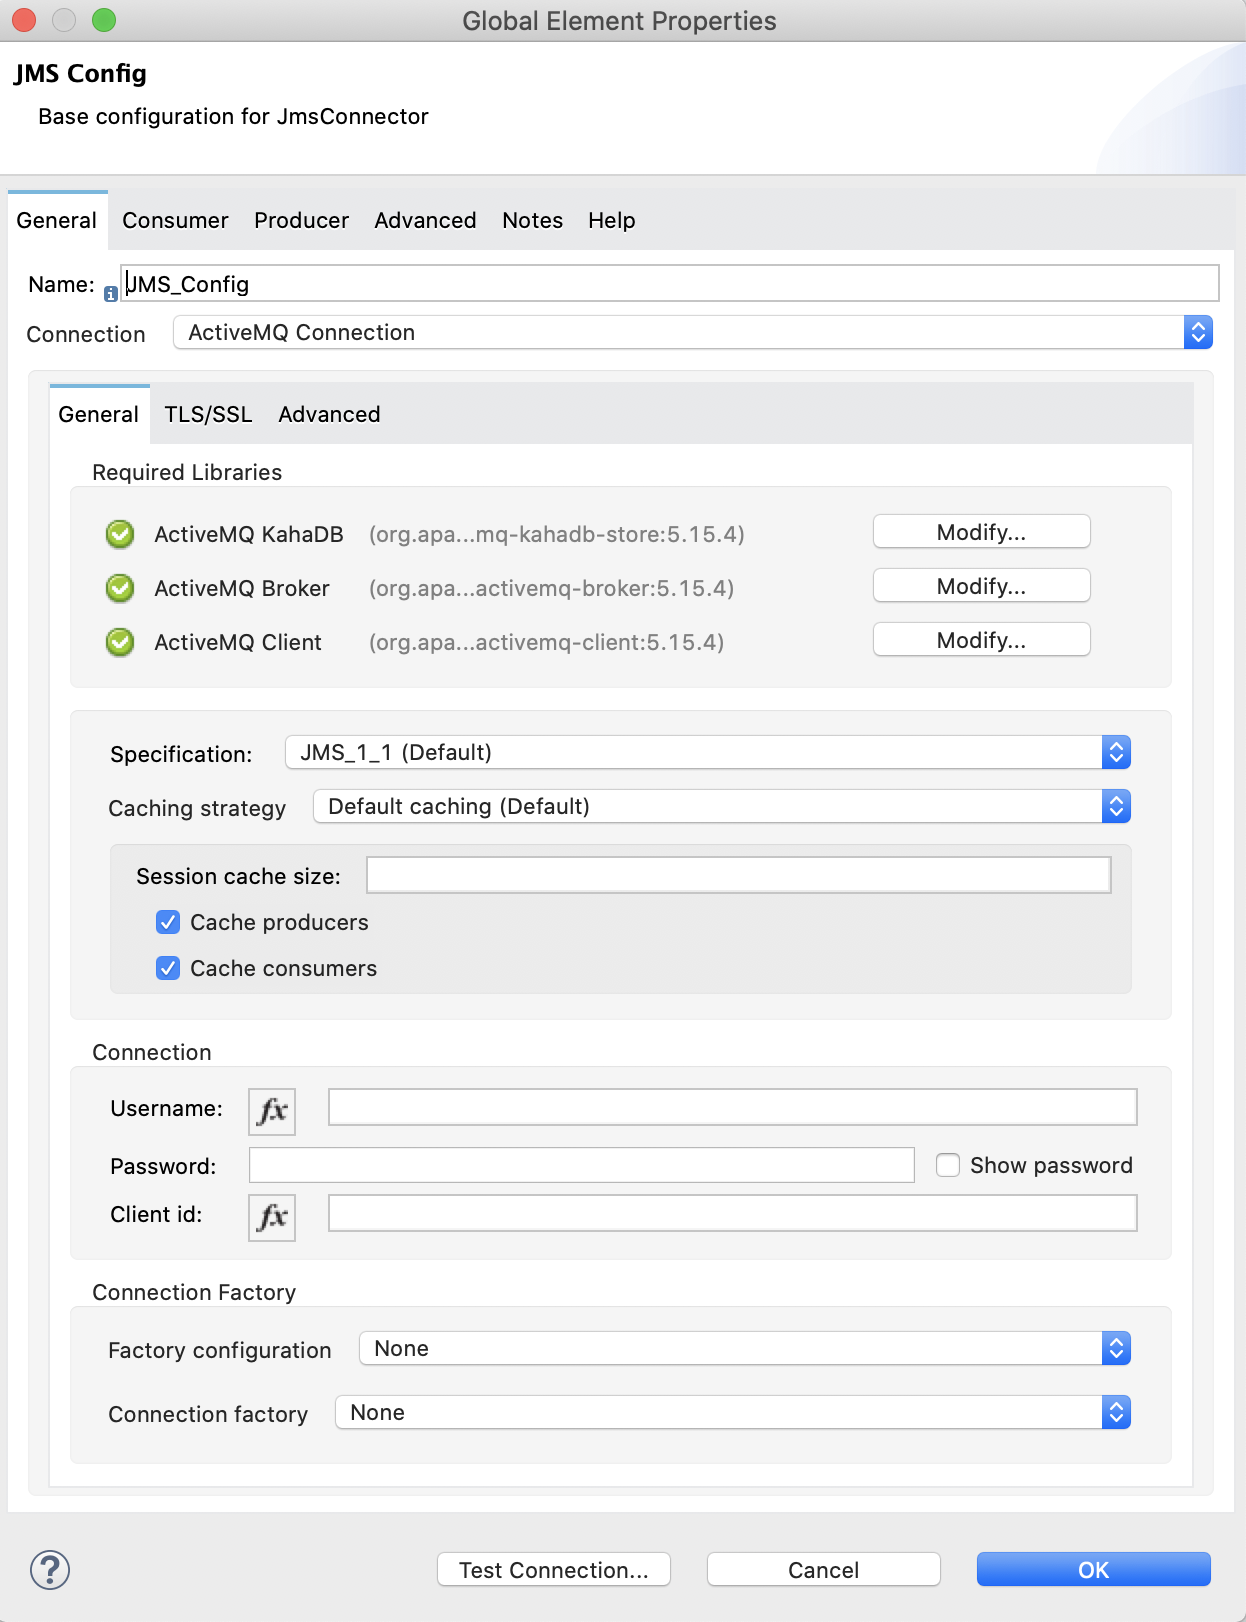 Global Element Properties
JMS Config
Base configuration for JmsConnector
General Consumer Producer Advanced Notes Help
Name: JMS_Config
Connection ActiveMQ Connection
General TLS/SSL Advanced
Required Libraries
ActiveMQ KahaDB (org.apa...mq-kahadb-store:5.15.4) Modify...
ActiveMQ Broker (org.apa...activemq-broker:5.15.4) Modify...
ActiveMQ Client (org.apa...activemq-client:5.15.4) Modify...
Specification: JMS_1_1 (Default)
Caching strategy Default caching (Default)
Session cache size:
Cache producers
Cache consumers
Connection
Username: fx
Password: Show password
Client id: fx
Connection Factory
Factory configuration None
Connection factory None
? Test Connection... Cancel OK